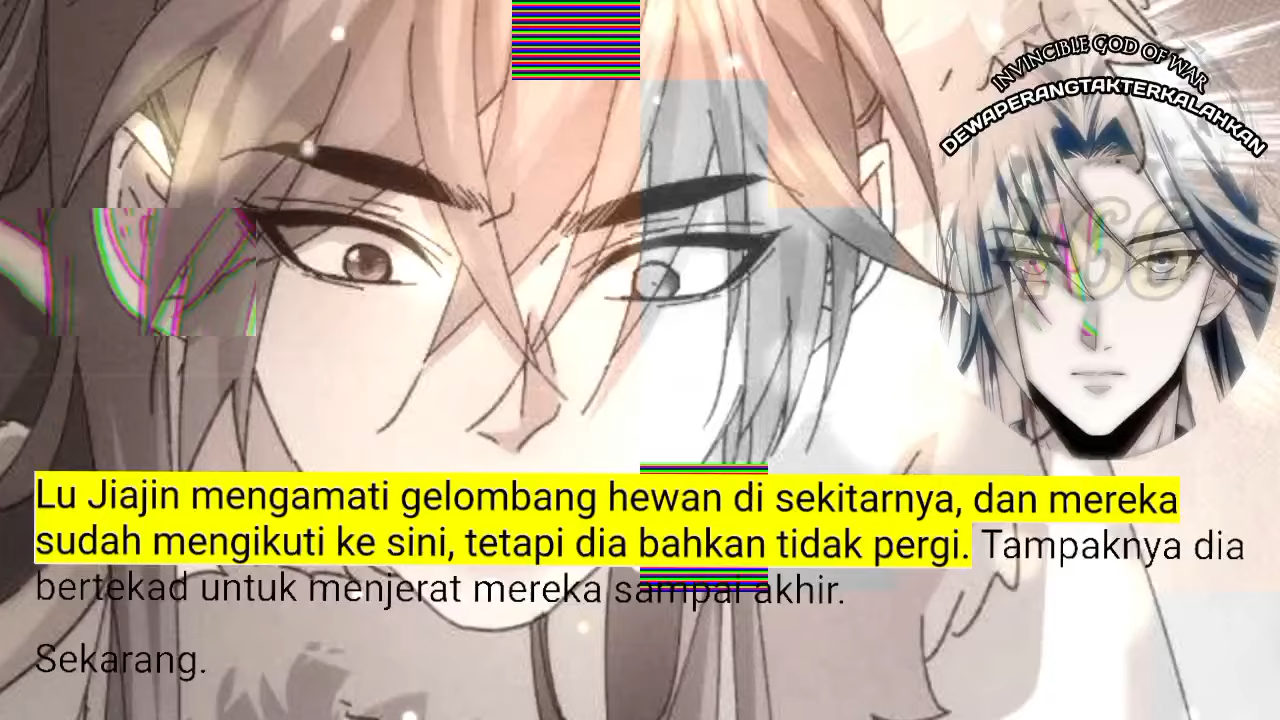 INVINCIBLE GOD OF WAR
DEWAPERANGTAKTERKALAHKAN
Lu Jiajin mengamati gelombang hewan di sekitarnya, dan mereka
sudah mengikuti ke sini, tetapi dia bahkan tidak pergi. Tampaknya dia
bertekad untuk menjerat mereka sampai akhir.
Sekarang.